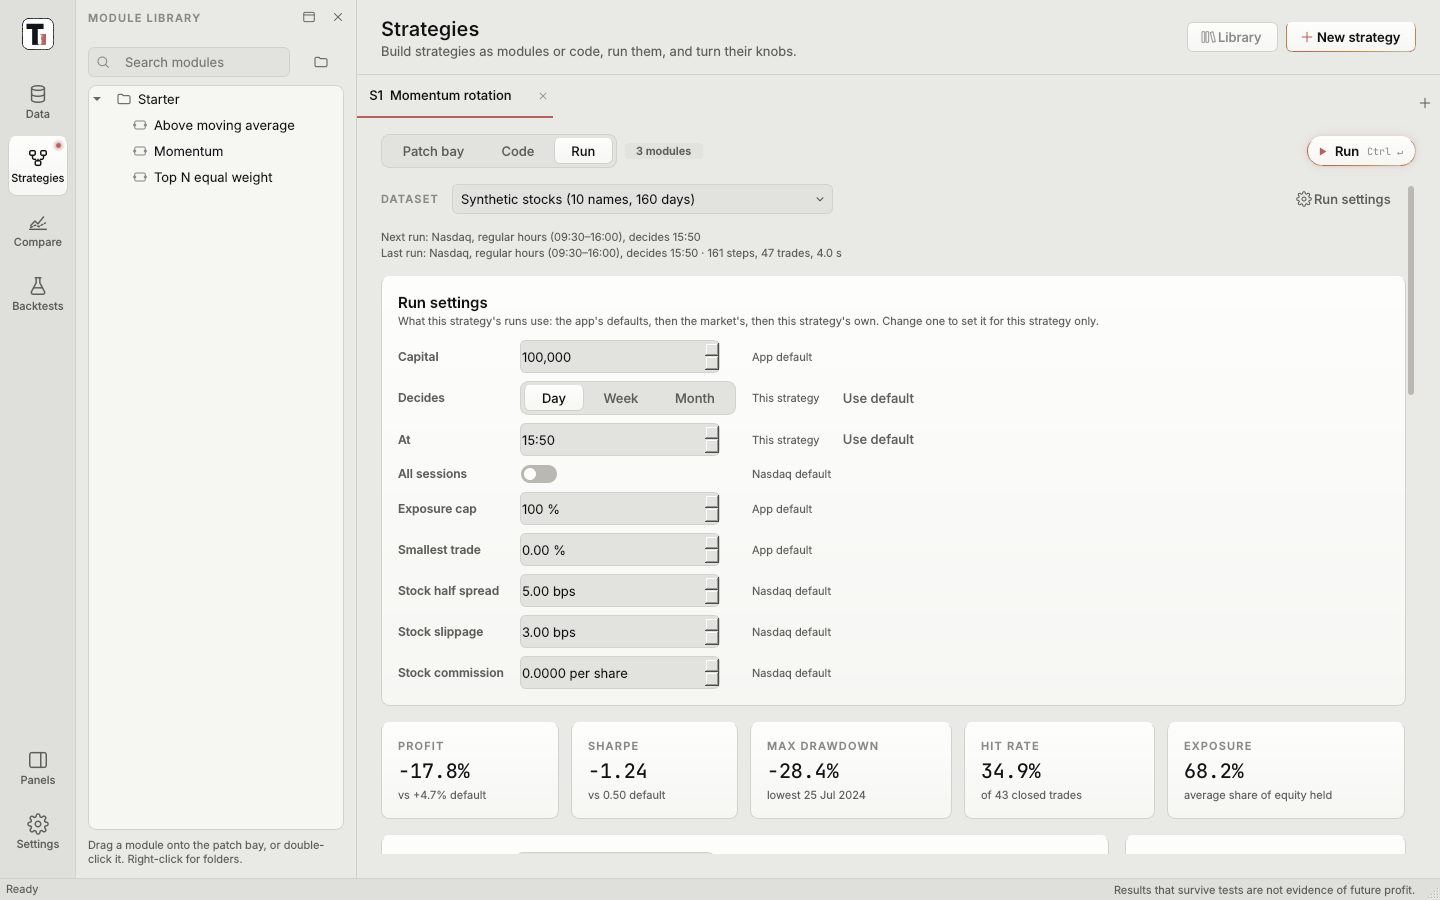 Ti
Data
Strategies
Compare
Backtests
Panels
Settings
MODULE LIBRARY
Search modules
Starter
Above moving average
Momentum
Top N equal weight
Drag a module onto the patch bay, or double-
click it. Right-click for folders.
Strategies
Build strategies as modules or code, run them, and turn their knobs.
Library
New strategy
S1 Momentum rotation
Patch bay Code Run 3 modules
Run Ctrl ↵
DATASET Synthetic stocks (10 names, 160 days)
Run settings
Next run: Nasdaq, regular hours (09:30–16:00), decides 15:50
Last run: Nasdaq, regular hours (09:30–16:00), decides 15:50 · 161 steps, 47 trades, 4.0 s
Run settings
What this strategy's runs use: the app's defaults, then the market's, then this strategy's own. Change one to set it for this strategy only.
Capital 100,000 App default
Decides Day Week Month This strategy Use default
At 15:50 This strategy Use default
All sessions Nasdaq default
Exposure cap 100 % App default
Smallest trade 0.00 % App default
Stock half spread 5.00 bps Nasdaq default
Stock slippage 3.00 bps Nasdaq default
Stock commission 0.0000 per share Nasdaq default
PROFIT
-17.8%
vs +4.7% default
SHARPE
-1.24
vs 0.50 default
MAX DRAWDOWN
-28.4%
lowest 25 Jul 2024
HIT RATE
34.9%
of 43 closed trades
EXPOSURE
68.2%
average share of equity held
Ready
Results that survive tests are not evidence of future profit.